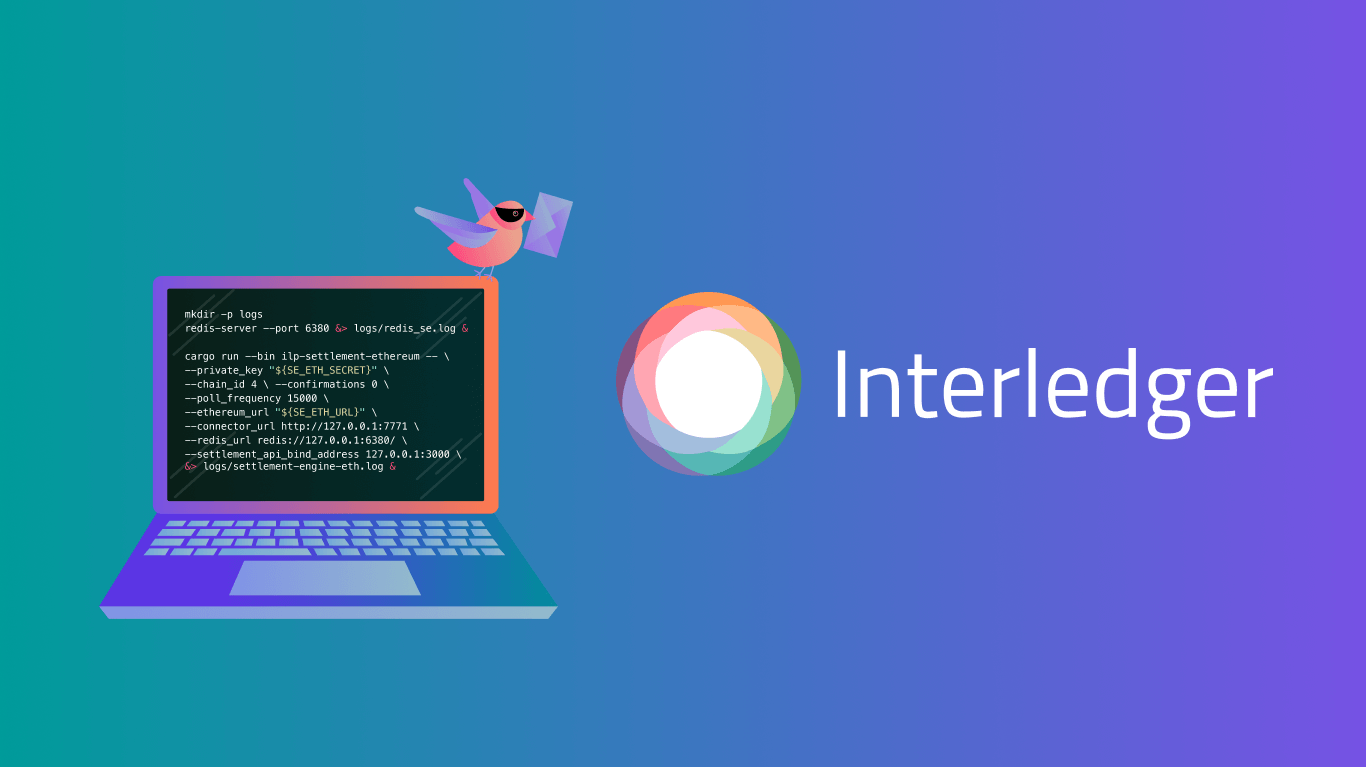 mkdir -p logs
redis-server --port 6380 &> logs/redis_se.log &
cargo run --bin ilp-settlement-ethereum -- \
--private_key "${SE_ETH_SECRET}" \
--chain_id 4 \ --confirmations 0 \
--poll_frequency 15000 \
--ethereum_url "${SE_ETH_URL}" \
--connector_url http://127.0.0.1:7771 \
--redis_url redis://127.0.0.1:6380/ \
--settlement_api_bind_address 127.0.0.1:3000 \
&> logs/settlement-engine-eth.log &
Interledger